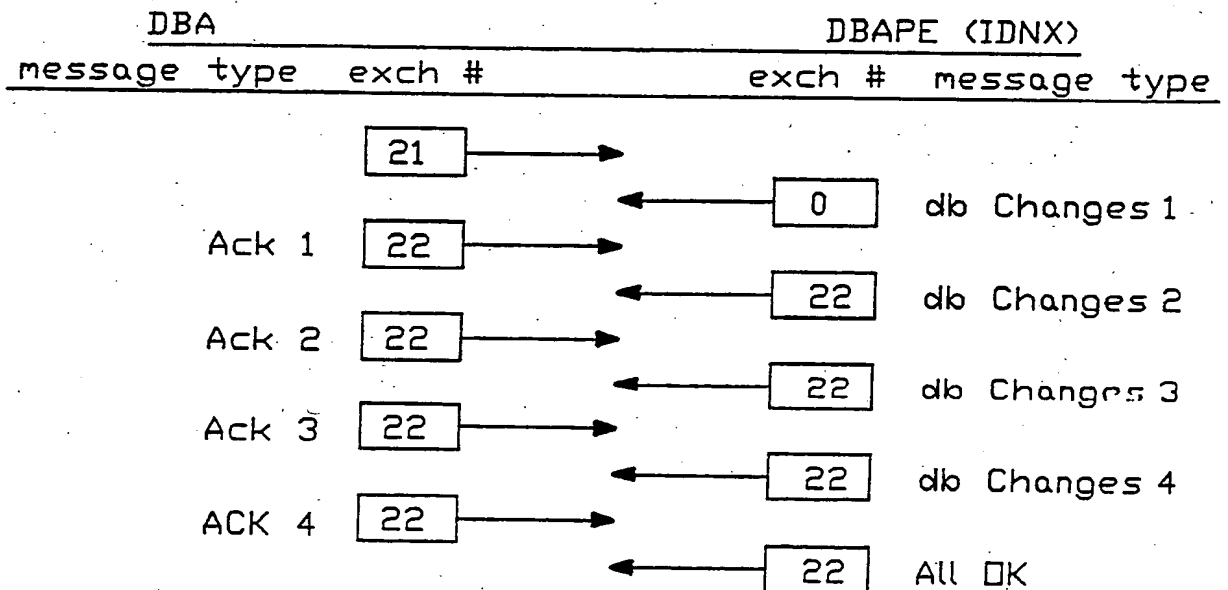 DBA DBAPE (IDNX)
message type exch # exch # message type
21
0 db Changes 1
Ack 1 22
22 db Changes 2
Ack 2 22
22 db Changes 3
Ack 3 22
22 db Changes 4
ACK 4 22
22 All OK